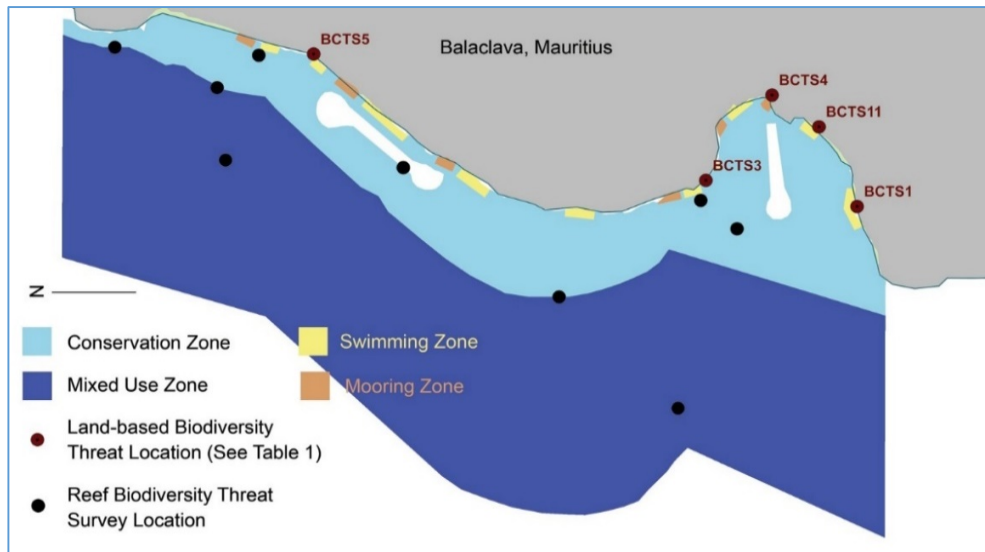 Balaclava, Mauritius
BCTS5
BCTS4
BCTS11
BCTS3
BCTS1
N
Conservation Zone
Swimming Zone
Mixed Use Zone
Mooring Zone
Land-based Biodiversity
Threat Location (See Table 1)
Reef Biodiversity Threat
Survey Location